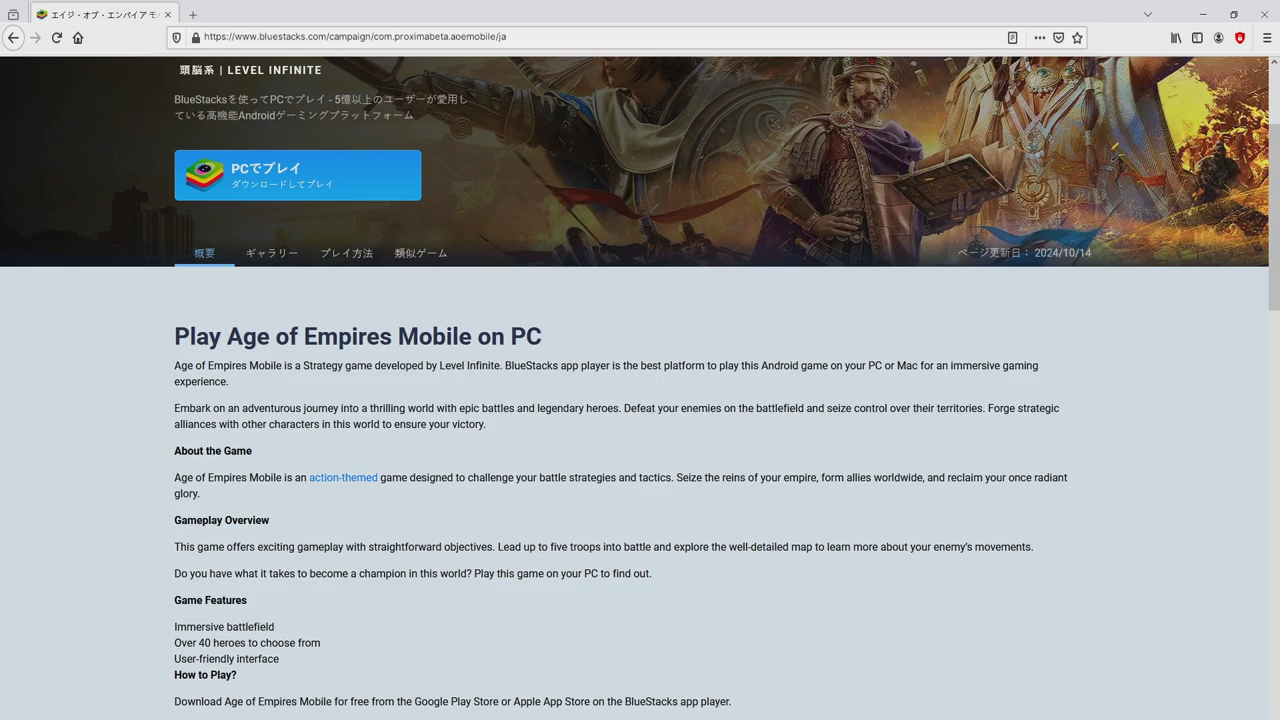 エイジ・オブ・エンパイア モ
https://www.bluestacks.com/campaign/com.proximabeta.aoemobile/ja
頭脳系 | LEVEL INFINITE
BlueStacksを使ってPCでプレイ - 5憶以上のユーザーが愛用し
ている高機能Androidゲーミングプラットフォーム
PCでプレイ
ダウンロードしてプレイ
概要 ギャラリー プレイ方法 類似ゲーム ページ更新日： 2024/10/14
Play Age of Empires Mobile on PC
Age of Empires Mobile is a Strategy game developed by Level Infinite. BlueStacks app player is the best platform to play this Android game on your PC or Mac for an immersive gaming
experience.
Embark on an adventurous journey into a thrilling world with epic battles and legendary heroes. Defeat your enemies on the battlefield and seize control over their territories. Forge strategic
alliances with other characters in this world to ensure your victory.
About the Game
Age of Empires Mobile is an action-themed game designed to challenge your battle strategies and tactics. Seize the reins of your empire, form allies worldwide, and reclaim your once radiant
glory.
Gameplay Overview
This game offers exciting gameplay with straightforward objectives. Lead up to five troops into battle and explore the well-detailed map to learn more about your enemy’s movements.
Do you have what it takes to become a champion in this world? Play this game on your PC to find out.
Game Features
Immersive battlefield
Over 40 heroes to choose from
User-friendly interface
How to Play?
Download Age of Empires Mobile for free from the Google Play Store or Apple App Store on the BlueStacks app player.